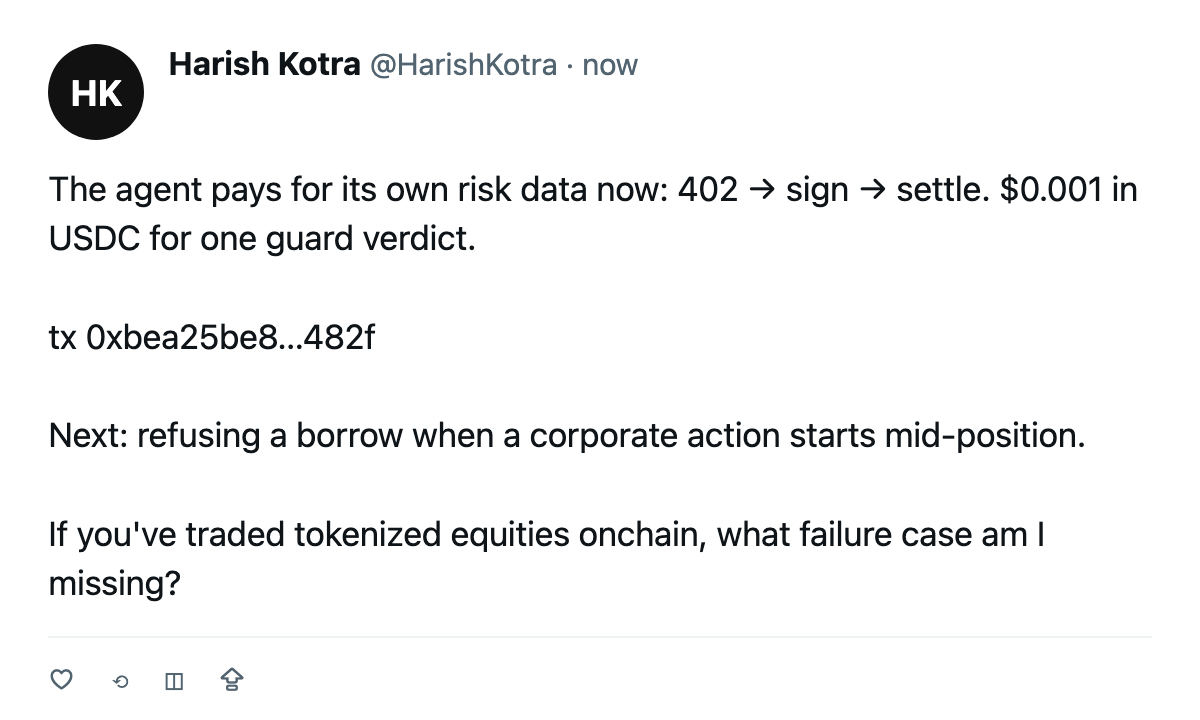 HK
Harish Kotra @HarishKotra · now
The agent pays for its own risk data now: 402 → sign → settle. $0.001 in
USDC for one guard verdict.
tx 0xbea25be8...482f
Next: refusing a borrow when a corporate action starts mid-position.
If you've traded tokenized equities onchain, what failure case am I
missing?